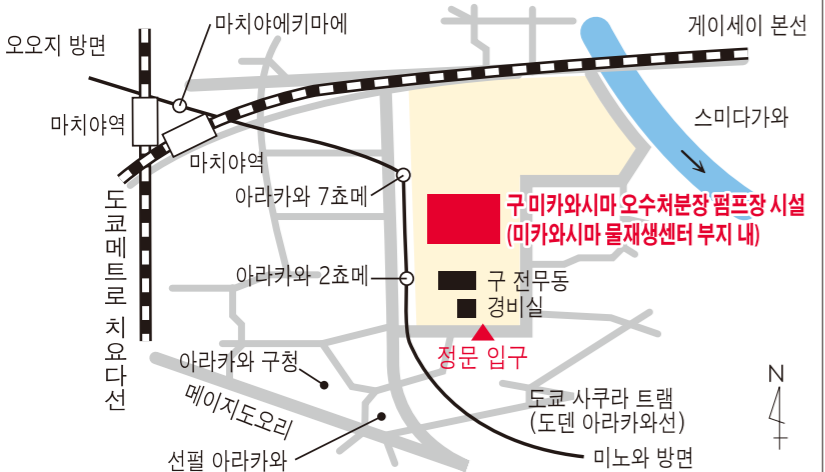 마치야에키마에
오오지 방면
게이세이 본선
마치야역
스미다가와
마치야역
아라카와 7쵸메
구 미카와시마 오수처분장 펌프장 시설
(미카와시마 물재생센터 부지 내)
도쿄메트로 치요다선
아라카와 2쵸메
구 전무동
경비실
정문 입구
아라카와 구청
메이지도오리
도쿄 사쿠라 트램
(도덴 아라카와선)
N
선펄 아라카와
미노와 방면